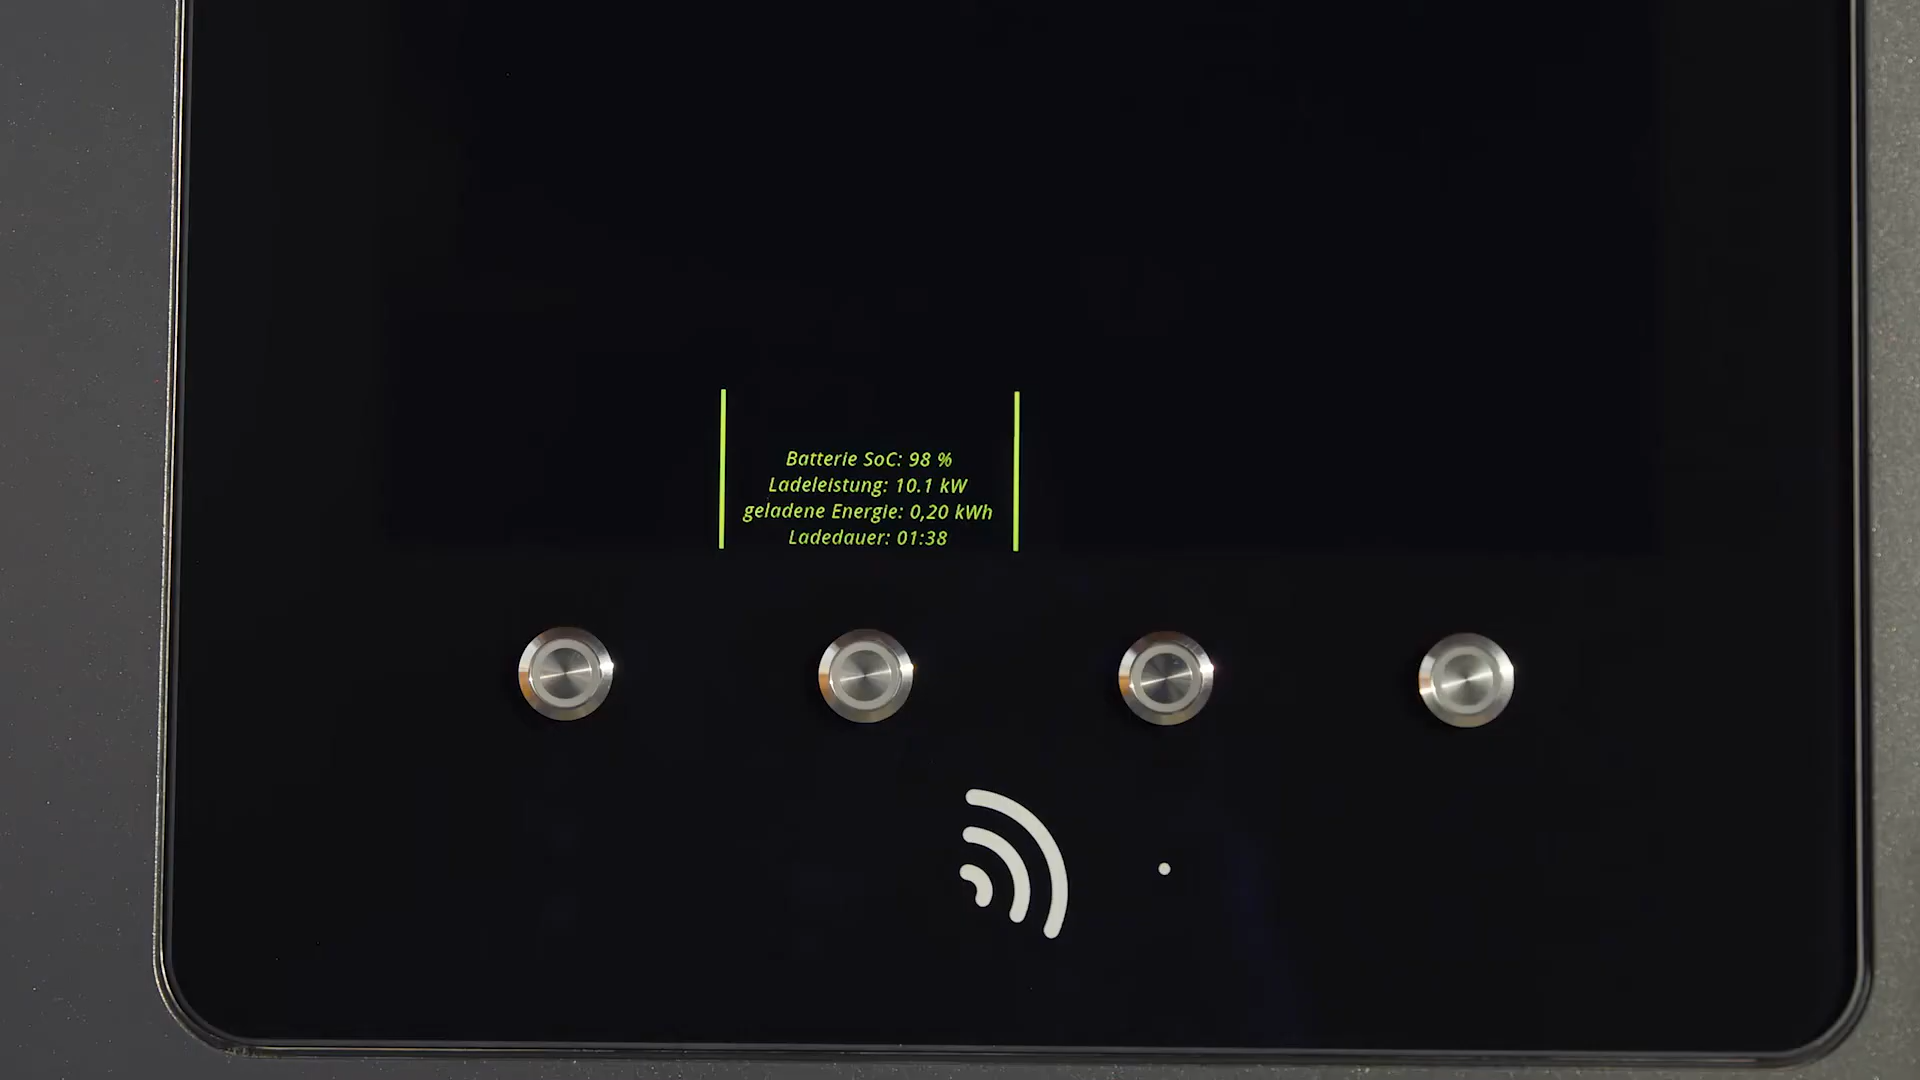 Batterie SoC: 98 %
Ladeleistung: 10.1 kW
geladene Energie: 0,20 kWh
Ladedauer: 01:38